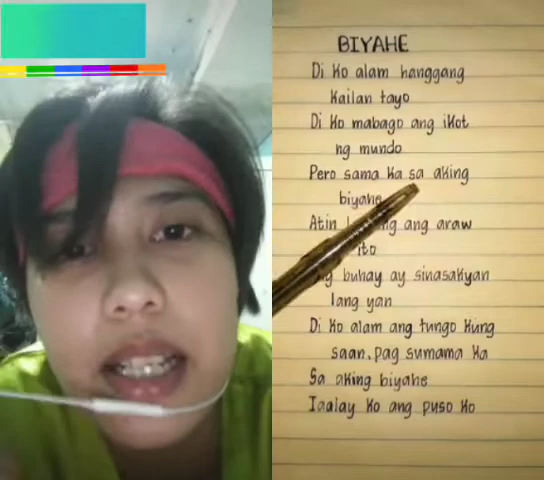 BIYAHE
Di ko alam hanggang
kailan tayo
Di ko mabago ang ikot
ng mundo
Pero sama ka sa aking
biyahe
Atin ang araw
ito
buhay ay sinasakyan
lang yan
Di ko alam ang tungo kung
saan, pag sumama ka
Sa aking biyahe
Iaalay ko ang puso ko